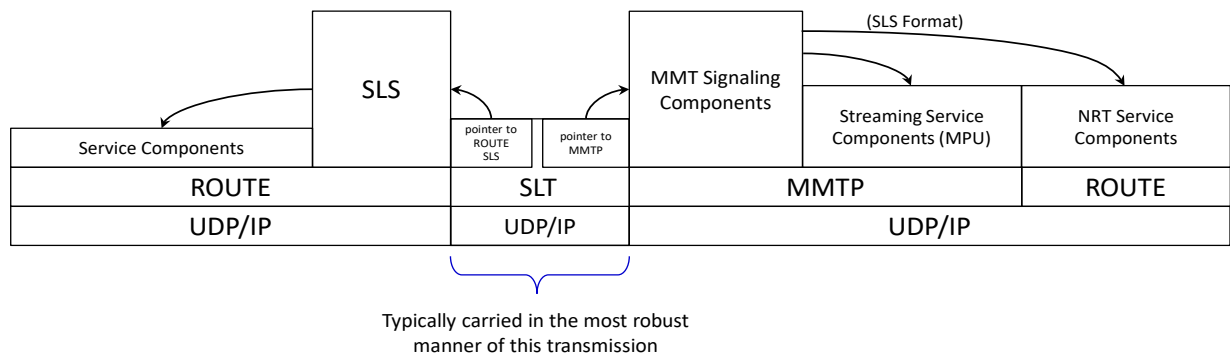 (SLS Format)
SLS
MMT Signaling
Components
Service Components
pointer to
ROUTE
SLS
pointer to
MMTP
Streaming Service
Components (MPU)
NRT Service
Components
ROUTE
SLT
MMTP
ROUTE
UDP/IP
UDP/IP
UDP/IP
Typically carried in the most robust
manner of this transmission